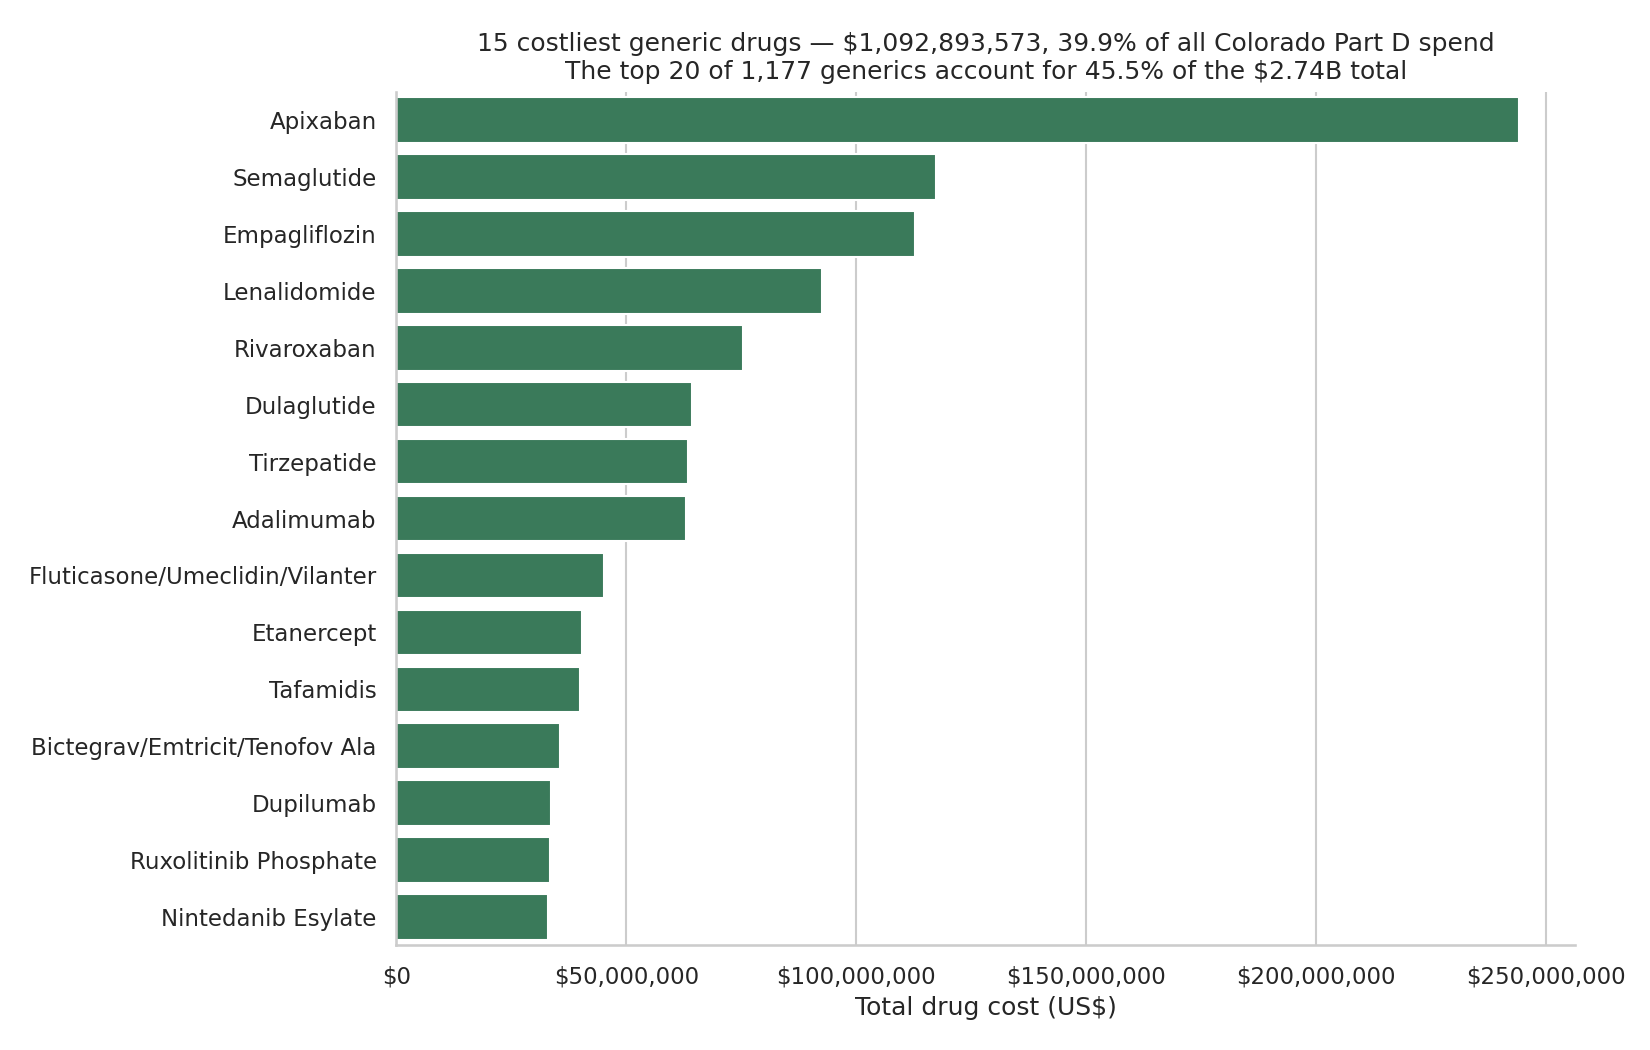 15 costliest generic drugs — $1,092,893,573, 39.9% of all Colorado Part D spend
The top 20 of 1,177 generics account for 45.5% of the $2.74B total
Apixaban
Semaglutide
Empagliflozin
Lenalidomide
Rivaroxaban
Dulaglutide
Tirzepatide
Adalimumab
Fluticasone/Umeclidin/Vilanter
Etanercept
Tafamidis
Bictegrav/Emtricit/Tenofov Ala
Dupilumab
Ruxolitinib Phosphate
Nintedanib Esylate
$0 $50,000,000 $100,000,000 $150,000,000 $200,000,000 $250,000,000
Total drug cost (US$)